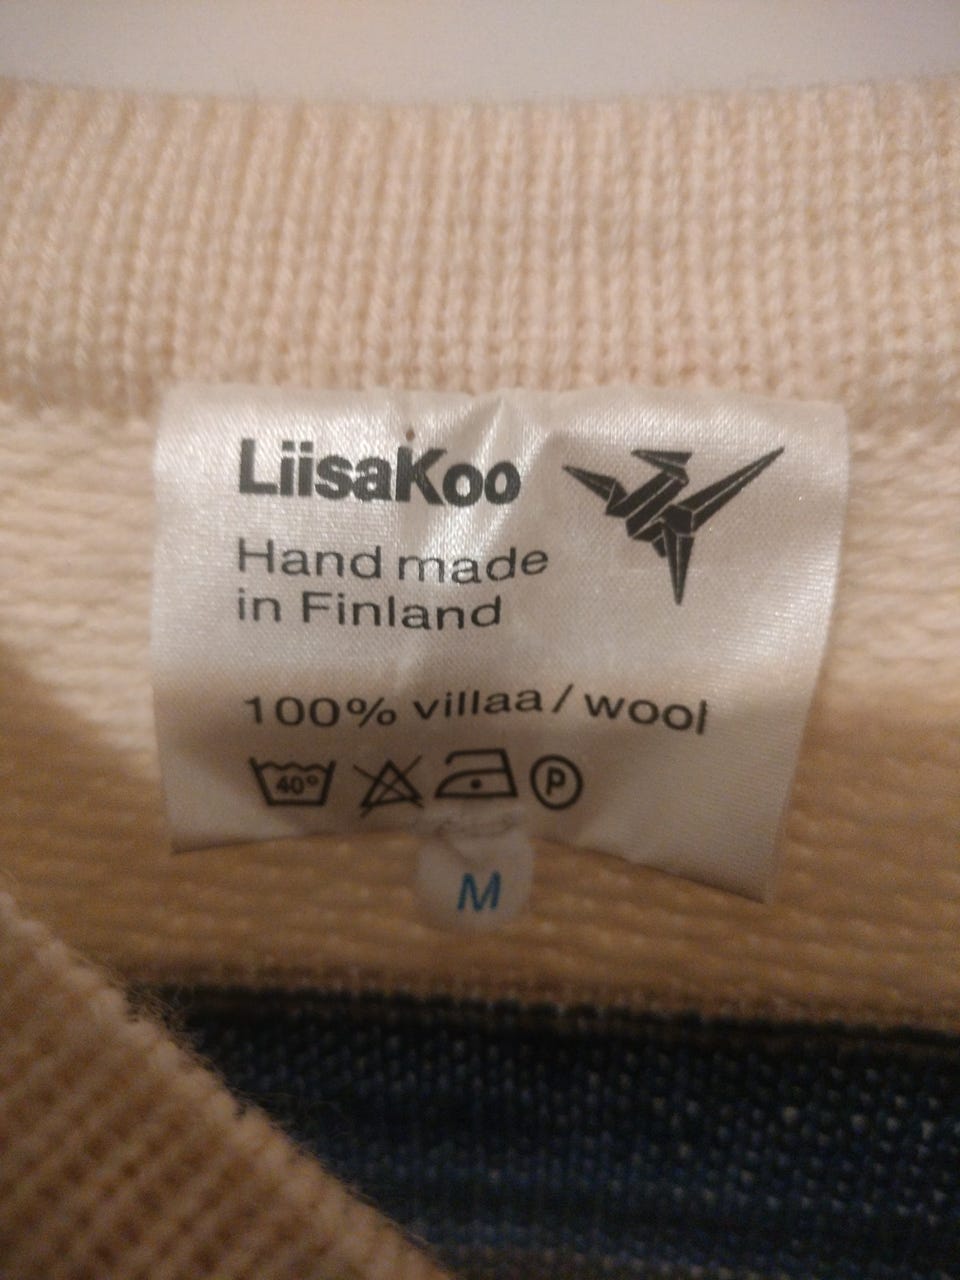 LiisaKoo
Hand made
in Finland
100% villaa / wool
40°
P
M